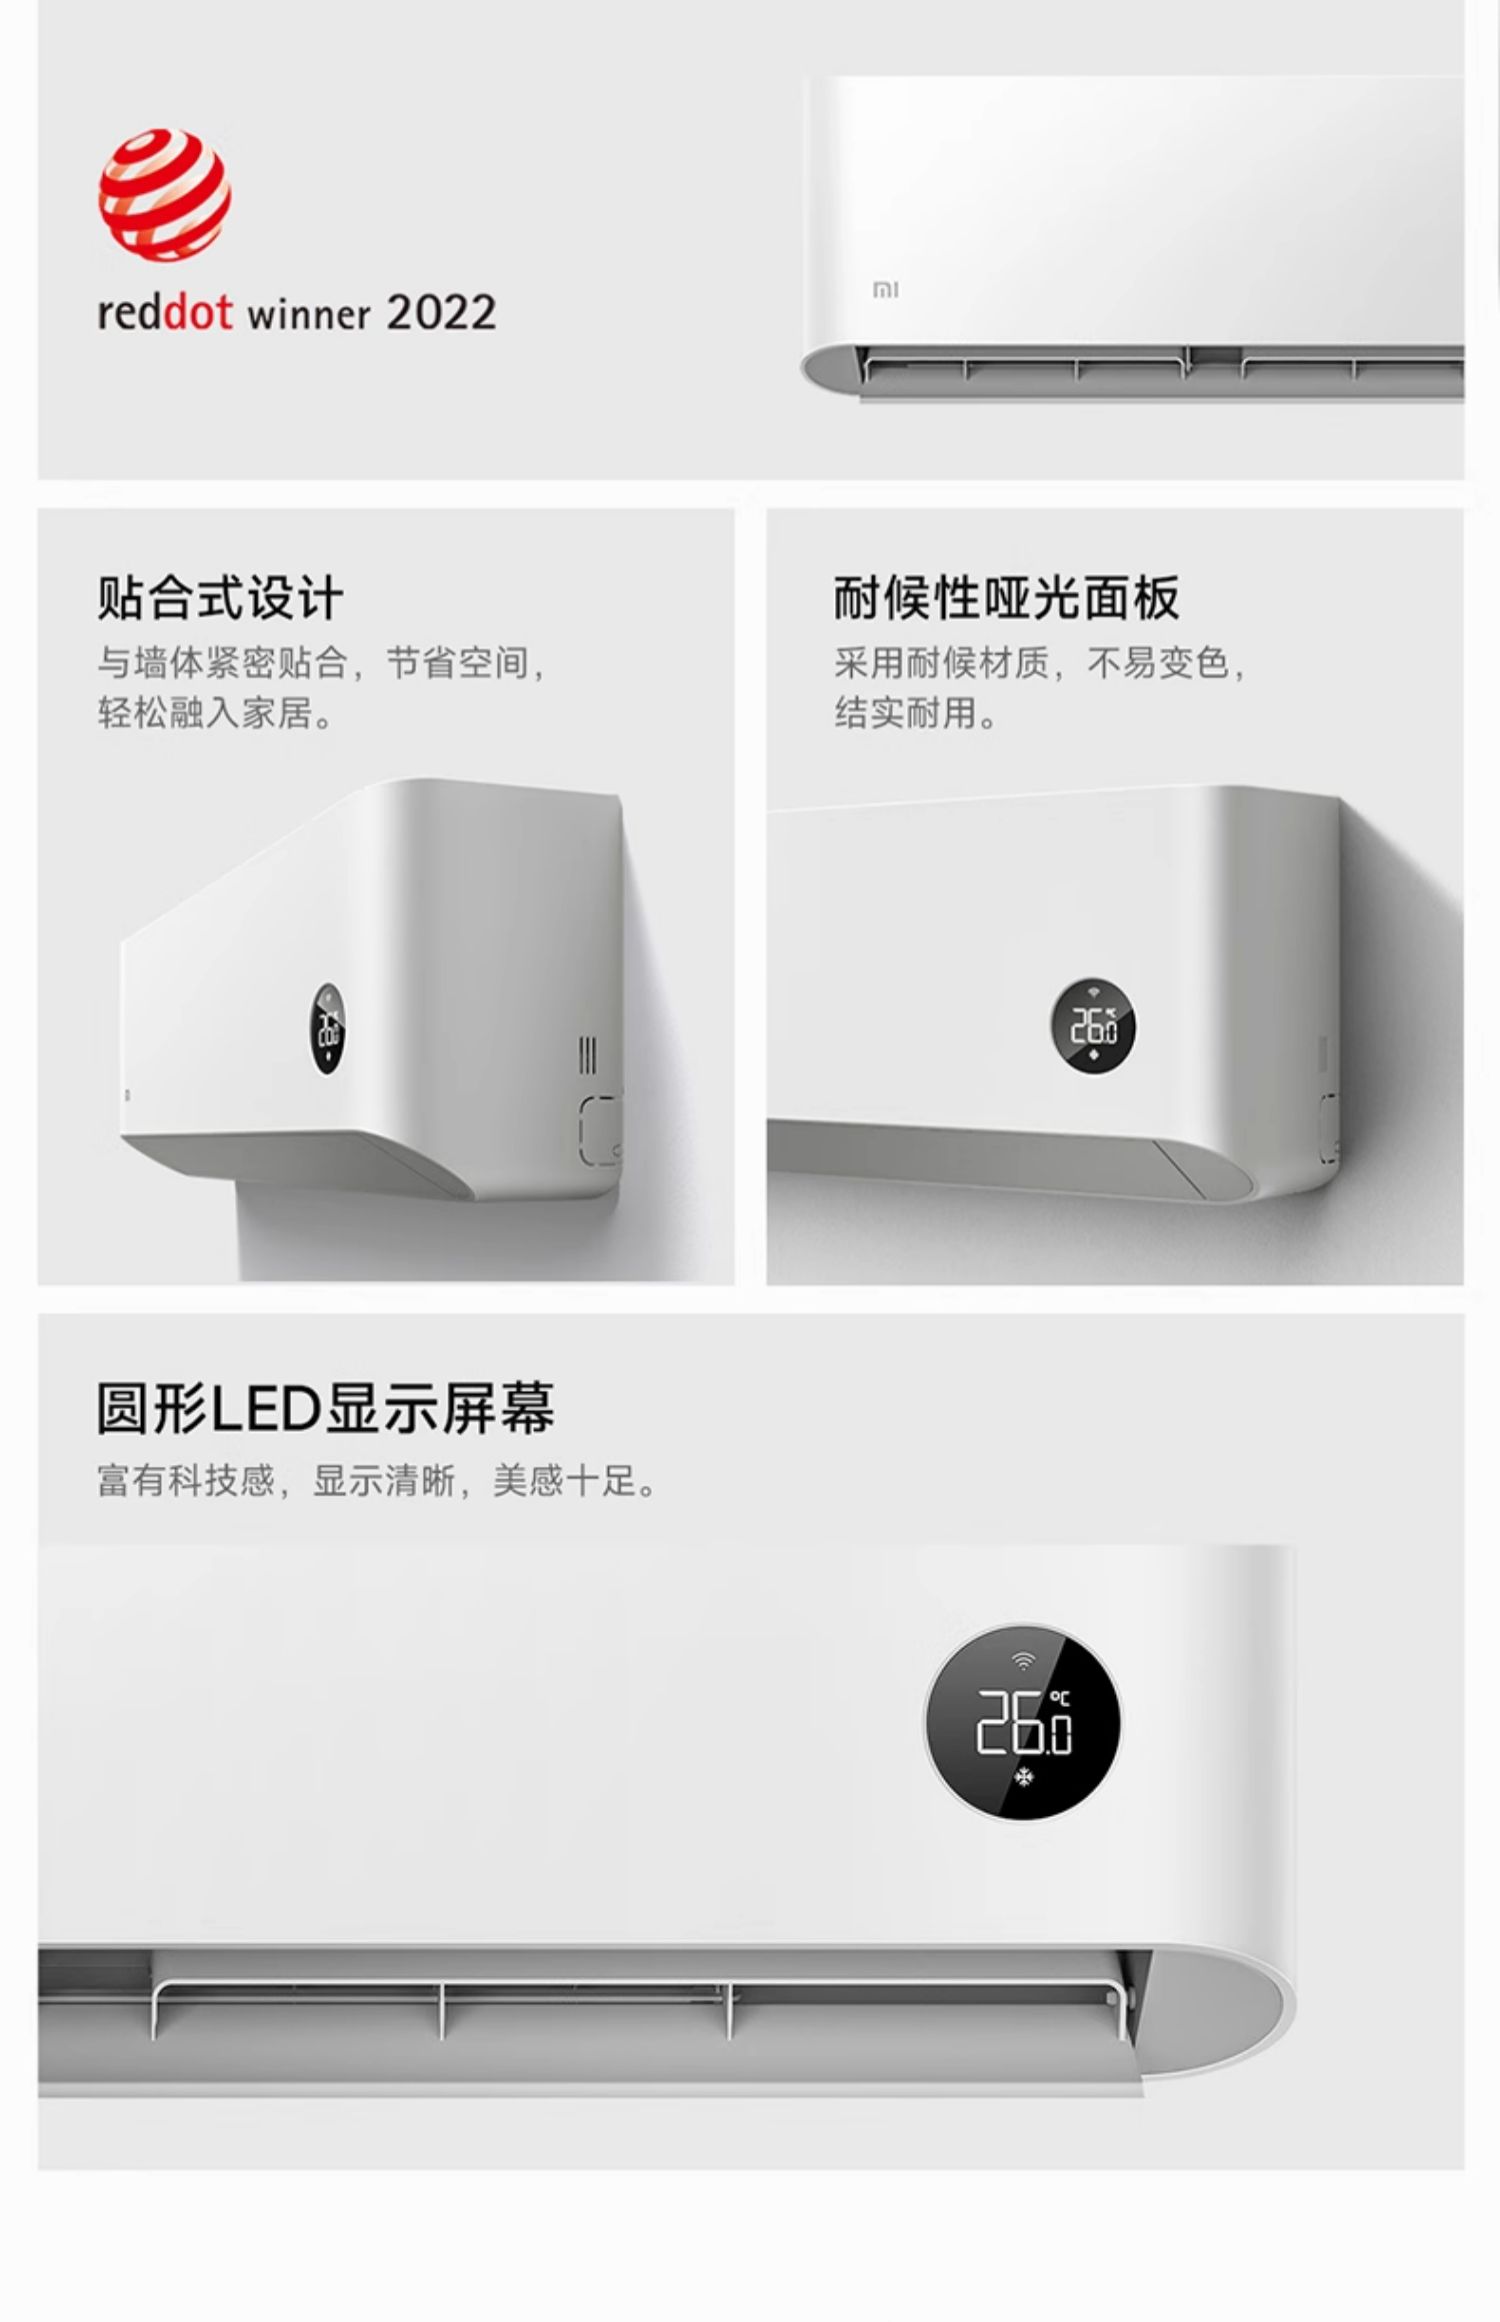 reddot winner 2022
mi
贴合式设计
与墙体紧密贴合，节省空间，
轻松融入家居。
26.0 ℃
耐候性哑光面板
采用耐候材质，不易变色，
结实耐用。
26.0 ℃
圆形LED显示屏幕
富有科技感，显示清晰，美感十足。
26.0 ℃